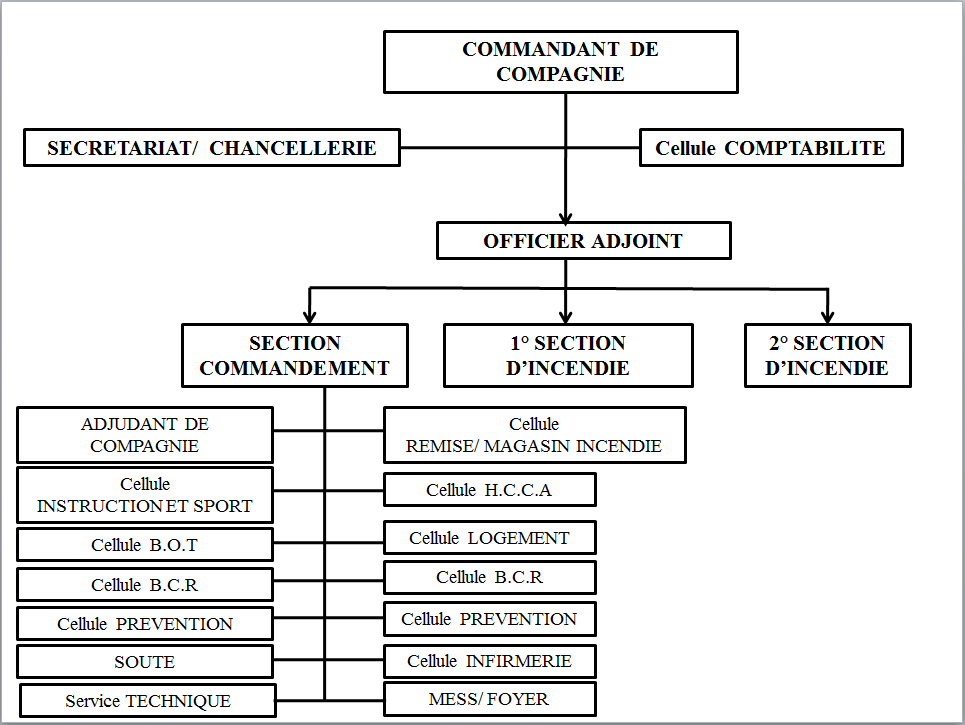 COMMANDANT DE
COMPAGNIE
SECRETARIAT/ CHANCELLERIE
Cellule COMPTABILITE
OFFICIER ADJOINT
SECTION
COMMANDEMENT
1° SECTION
D'INCENDIE
2° SECTION
D'INCENDIE
ADJUDANT DE
COMPAGNIE
Cellule
REMISE/ MAGASIN INCENDIE
Cellule
INSTRUCTION ET SPORT
Cellule H.C.C.A
Cellule B.O.T
Cellule LOGEMENT
Cellule B.C.R
Cellule B.C.R
Cellule PREVENTION
Cellule PREVENTION
SOUTE
Cellule INFIRMERIE
Service TECHNIQUE
MESS/ FOYER